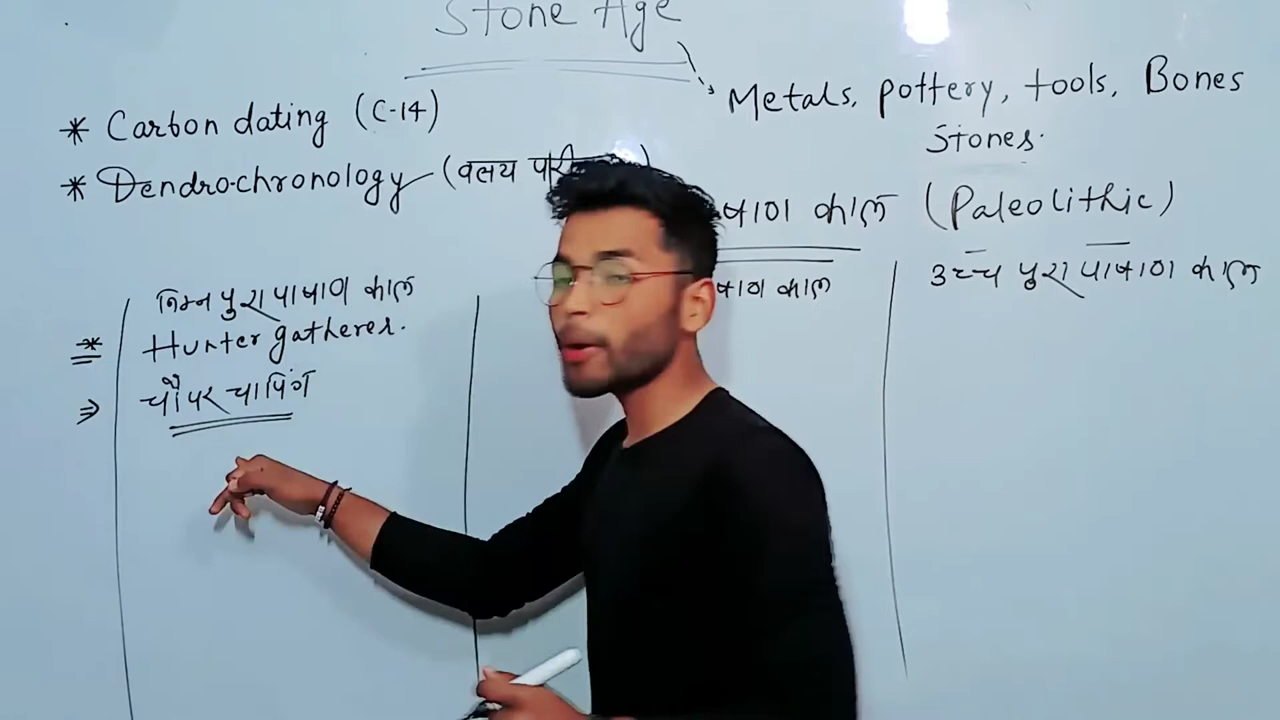 Stone Age
Metals, pottery, tools, Bones
Stones.
* Carbon dating (C-14)
* Dendrochronology (वलय
काल (Paleolithic)
निम्न पुरा पाषाण काल
काल
उच्च पुरा पाषाण काल
* Hunter gatherer.
⇒ चौपर चापिंग